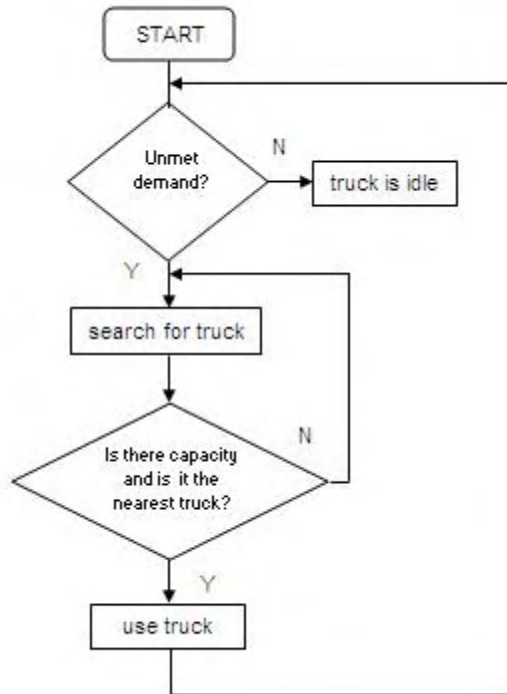 START
Unmet
demand?
N
truck is idle
Y
search for truck
Is there capacity
and is it the
nearest truck?
N
Y
use truck